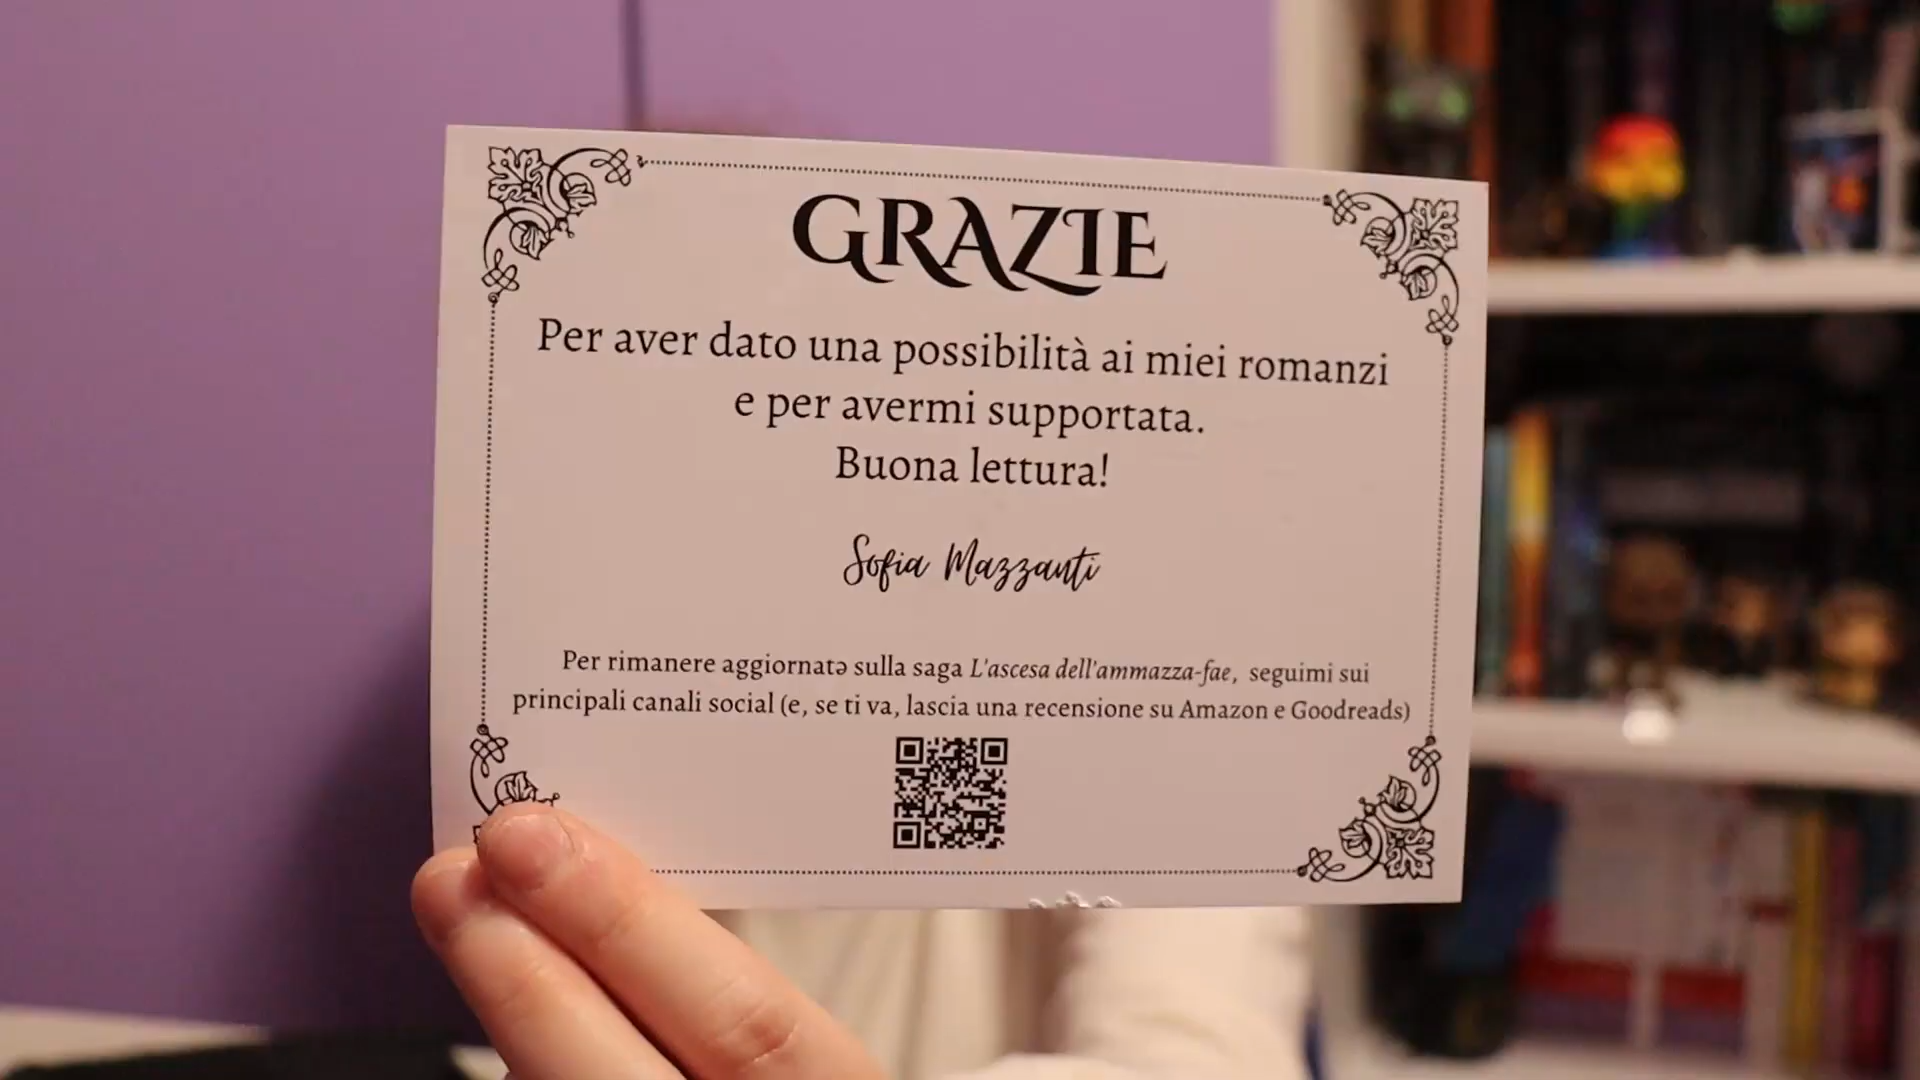 GRAZIE
Per aver dato una possibilità ai miei romanzi
e per avermi supportata.
Buona lettura!
Sofia Mazzanti
Per rimanere aggiornatə sulla saga L'ascesa dell'ammazza-fae, seguimi sui
principali canali social (e, se ti va, lascia una recensione su Amazon e Goodreads)